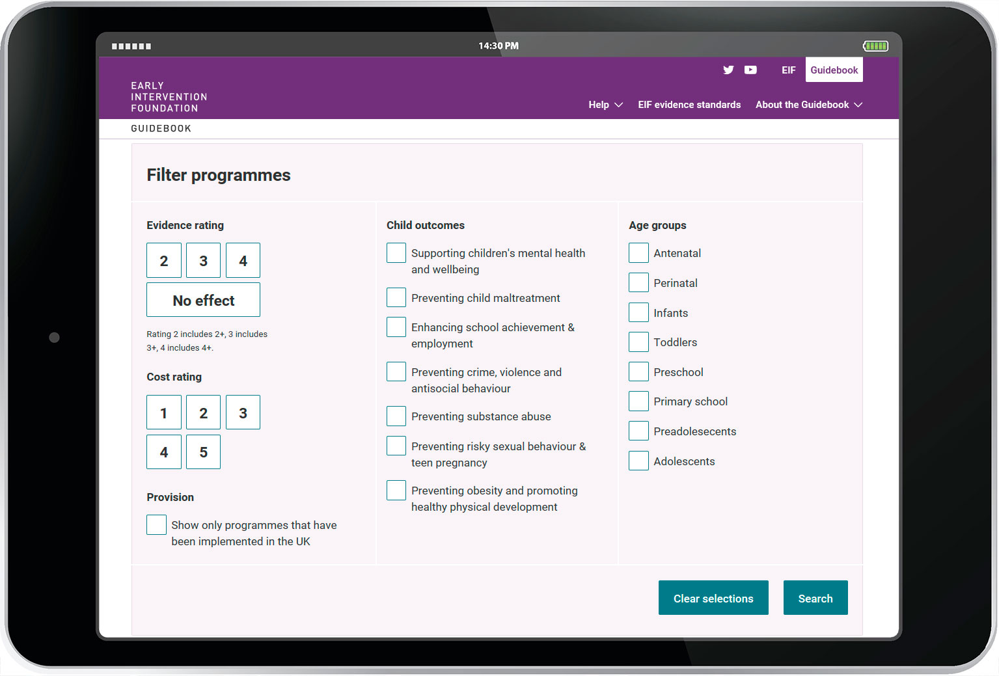 14:30 PM
EIF
Guidebook
EARLY
INTERVENTION
FOUNDATION
Help
EIF evidence standards
About the Guidebook
GUIDEBOOK
Filter programmes
Evidence rating
2 3 4
No effect
Rating 2 includes 2+, 3 includes
3+, 4 includes 4+.
Cost rating
1 2 3
4 5
Provision
Show only programmes that have
been implemented in the UK
Child outcomes
Supporting children's mental health
and wellbeing
Preventing child maltreatment
Enhancing school achievement &
employment
Preventing crime, violence and
antisocial behaviour
Preventing substance abuse
Preventing risky sexual behaviour &
teen pregnancy
Preventing obesity and promoting
healthy physical development
Age groups
Antenatal
Perinatal
Infants
Toddlers
Preschool
Primary school
Preadolesecents
Adolescents
Clear selections
Search